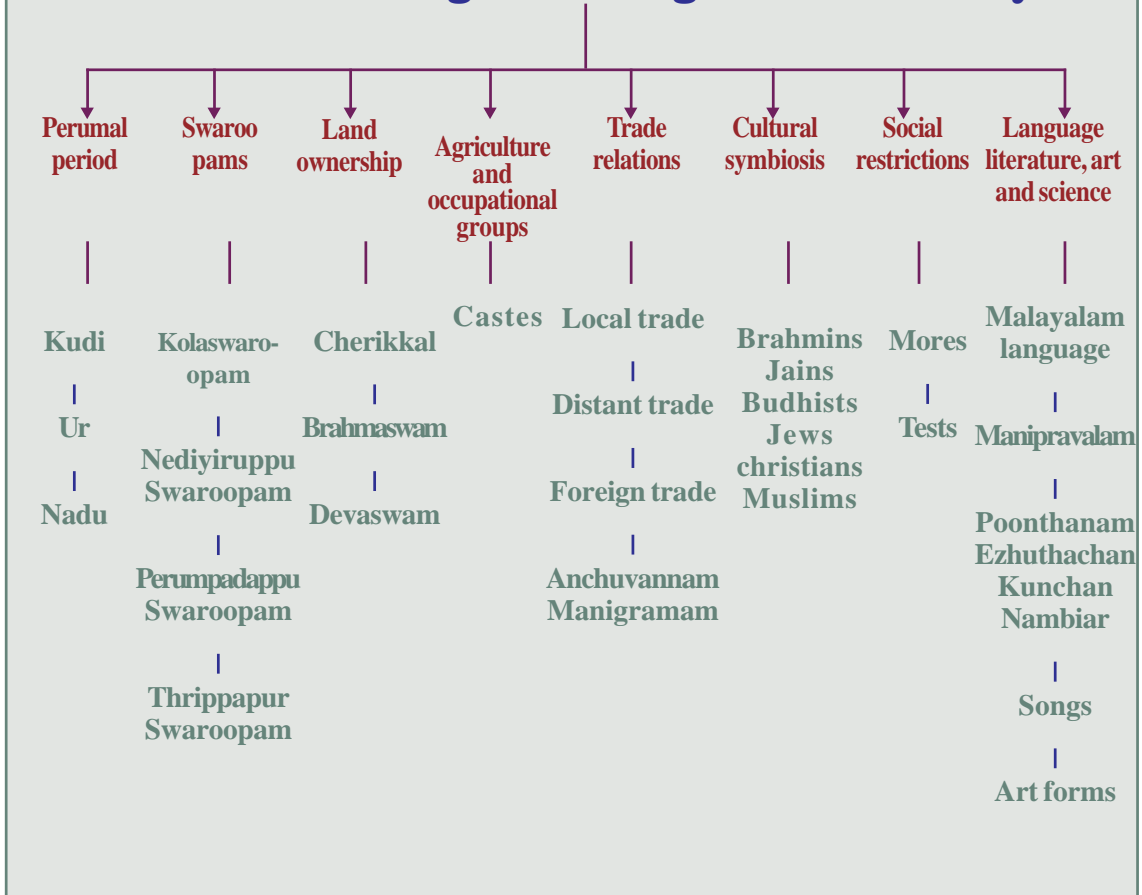 Perumal
period
Swaroo
pams
Land
ownership
Agriculture
and
occupational
groups
Trade
relations
Cultural
symbiosis
Social
restrictions
Language
literature, art
and science
Kudi
Ur
Nadu
Kolaswaro-
opam
Nediyiruppu
Swaroopam
Perumpadappu
Swaroopam
Thrippapur
Swaroopam
Cherikkal
Brahmaswam
Devaswam
Castes
Local trade
Distant trade
Foreign trade
Anchuvannam
Manigramam
Brahmins
Jains
Budhists
Jews
christians
Muslims
Mores
Tests
Malayalam
language
Manipravalam
Poonthanam
Ezhuthachan
Kunchan
Nambiar
Songs
Art forms